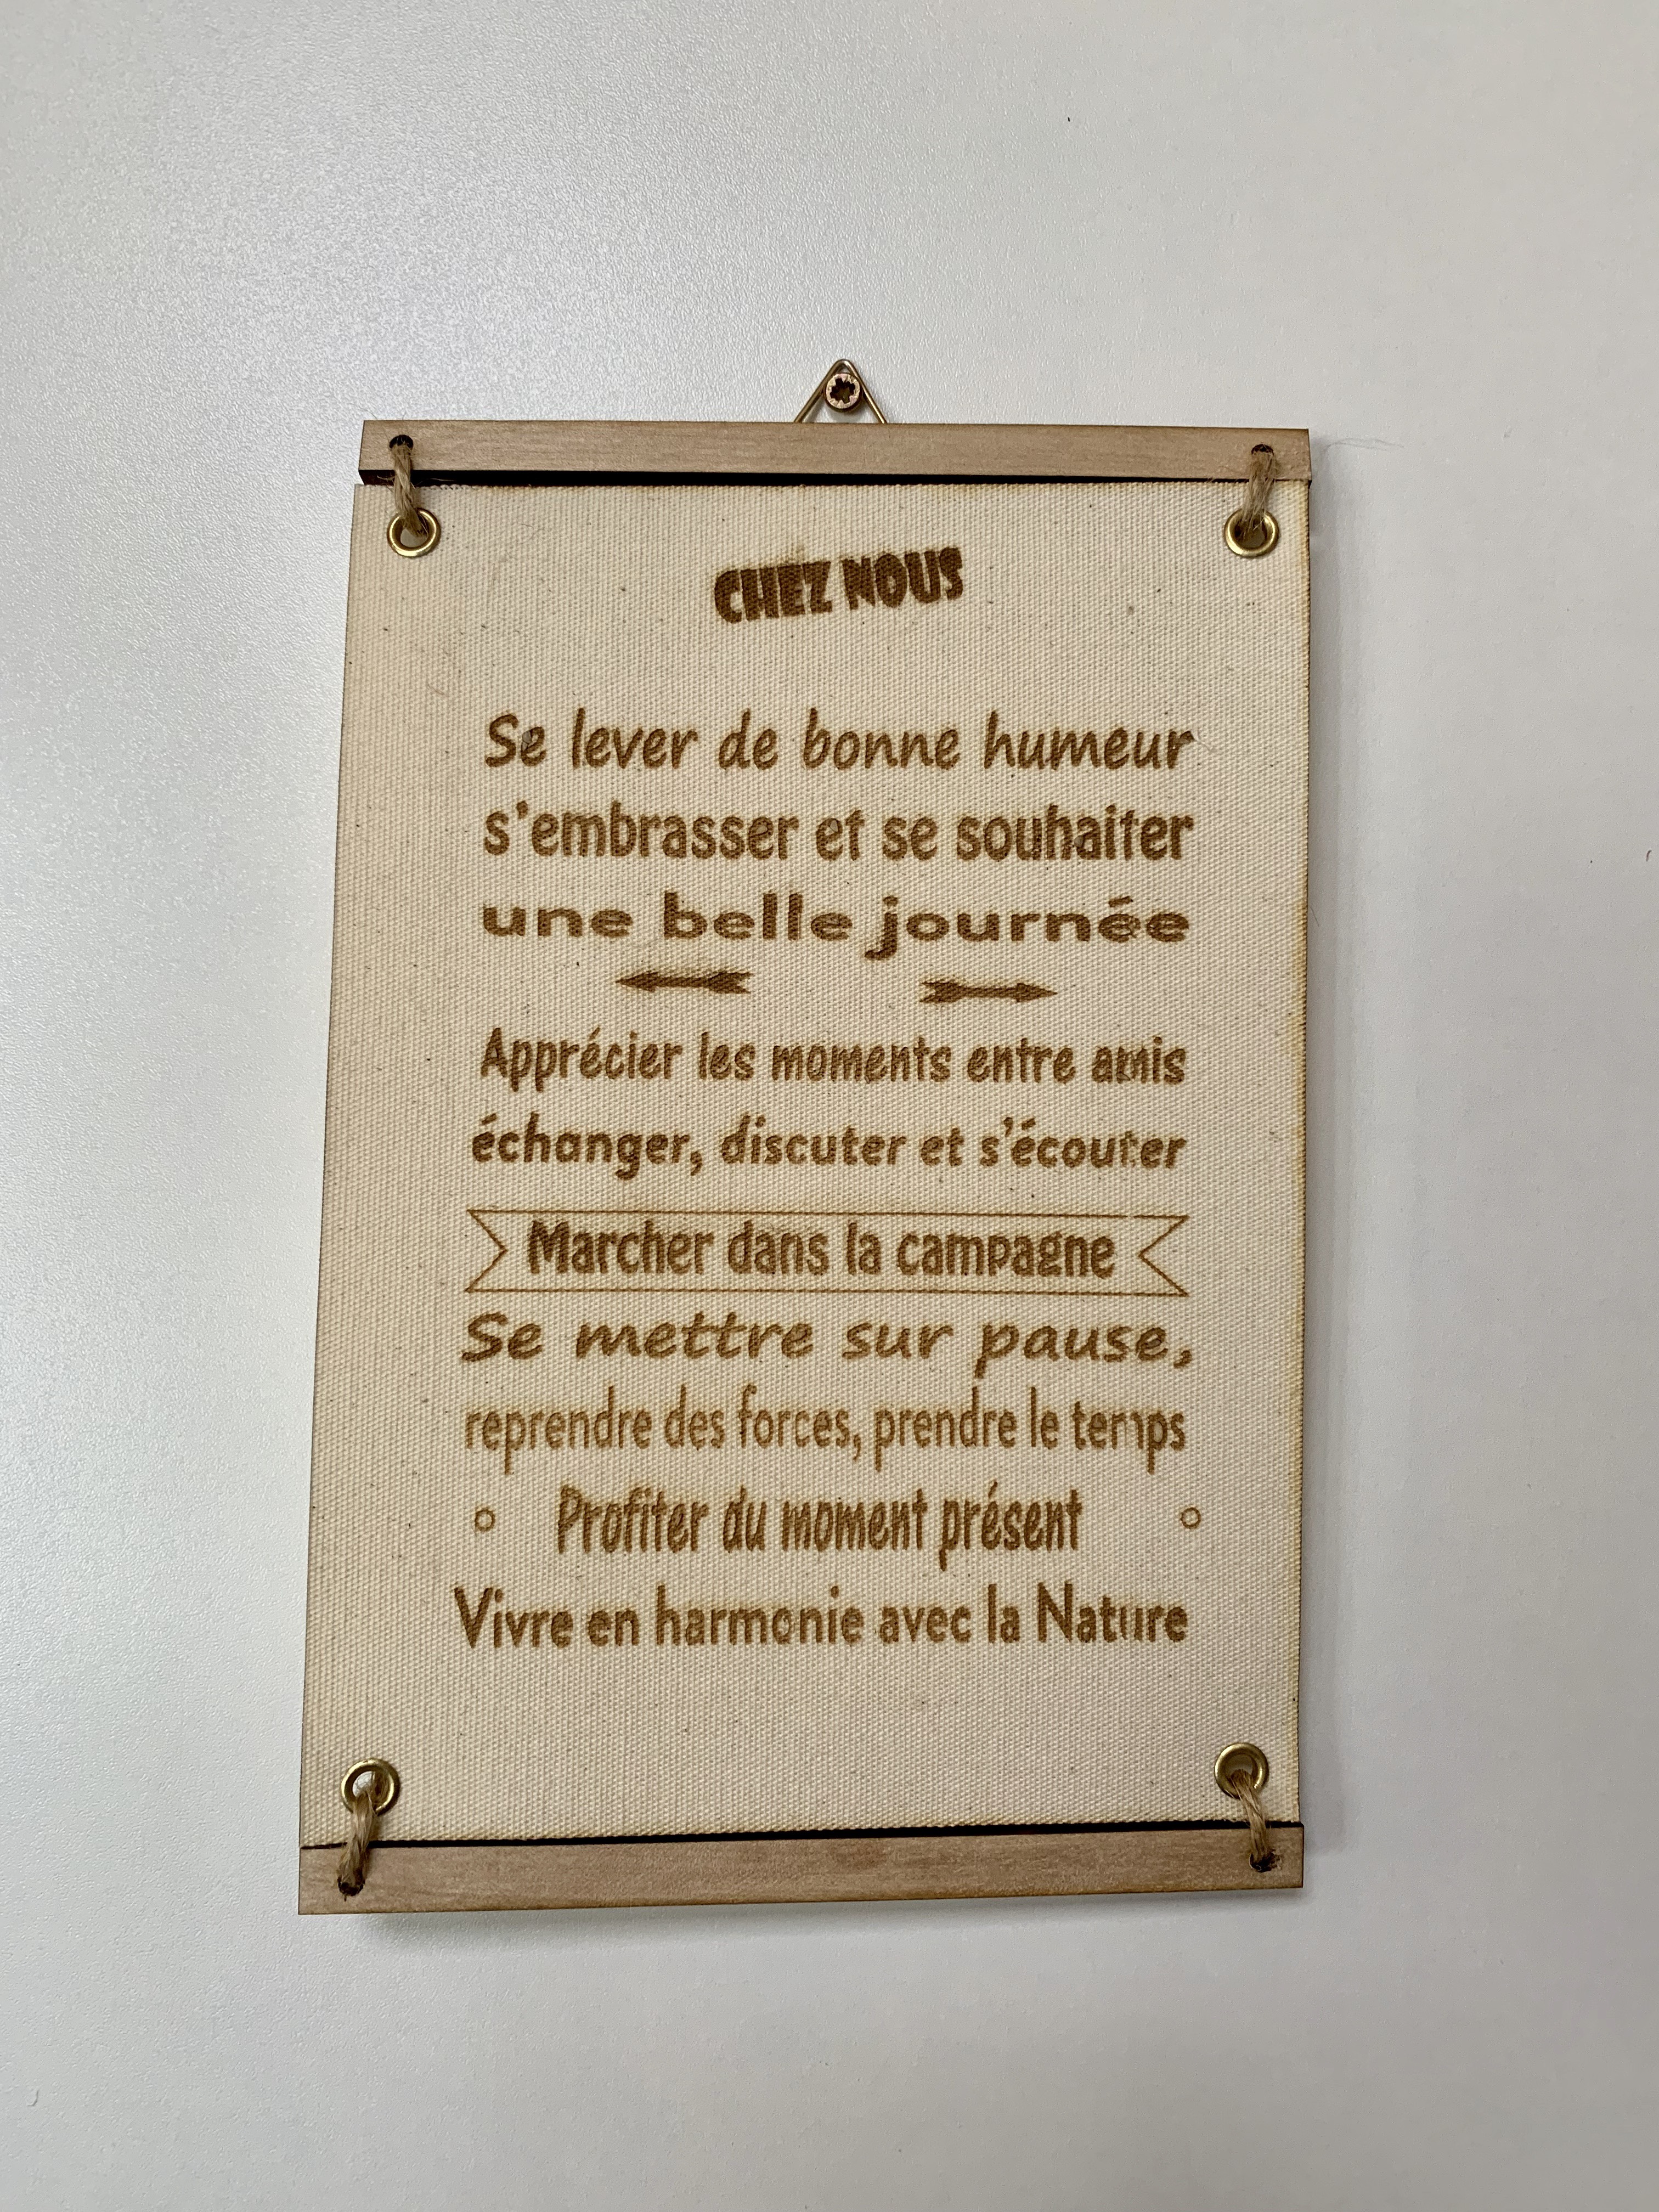 CHEZ NOUS
Se lever de bonne humeur
s'embrasser et se souhaiter
une belle journée
Apprécier les moments entre amis
échanger, discuter et s'écouter
Marcher dans la campagne
Se mettre sur pause,
reprendre des forces, prendre le temps
Profiter du moment présent
Vivre en harmonie avec la Nature